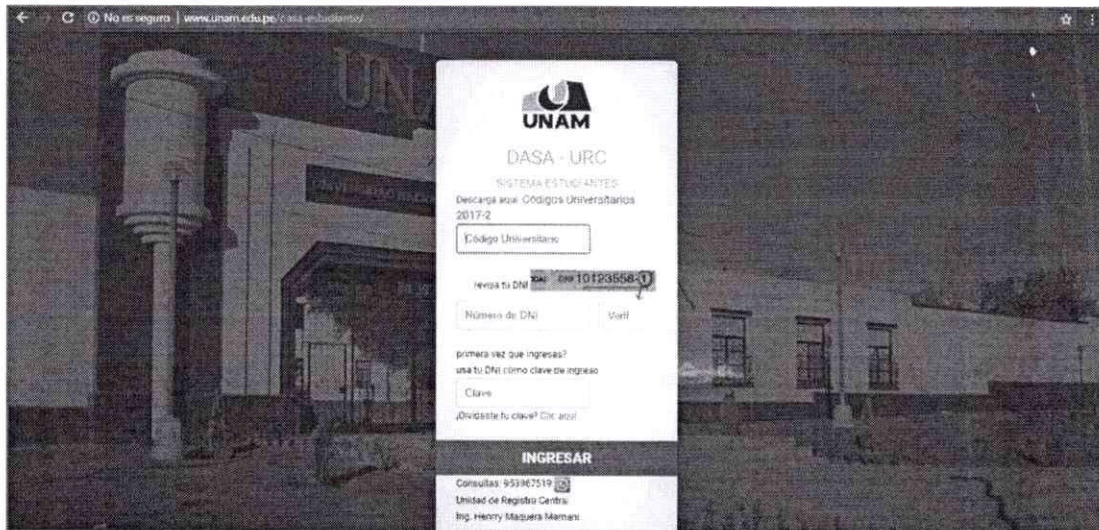 No es seguro | www.unam.edu.pe/dasa-estudiante/
UNA
UNAM
DASA - URC
SISTEMA ESTUDIANTES
Descarga aquí: Códigos Universitarios
2017-2
Código Universitario
revisa tu DNI 10123558-1
Número de DNI Verif
primera vez que ingresas?
usa tu DNI como clave de ingreso
Clave
¿Olvidaste tu clave? Clic aquí
INGRESAR
Consultas: 953967519
Unidad de Registro Central
Ing. Henrry Maquera Mamani